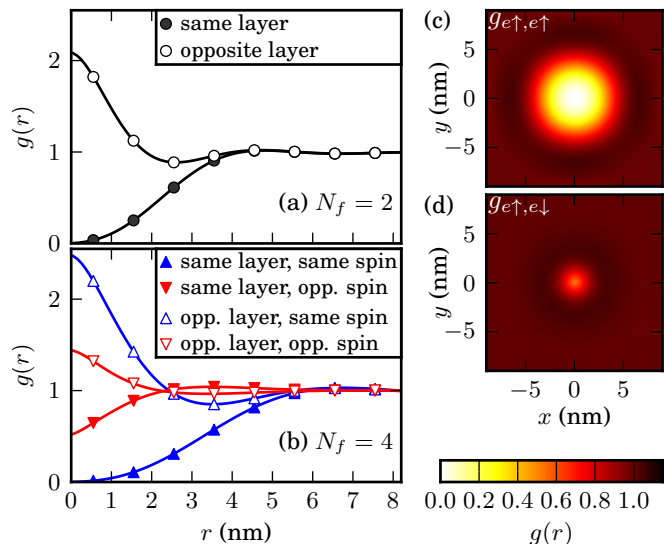 same layer
opposite layer
2
1
0
g(r)
(a) N_f = 2
same layer, same spin
same layer, opp. spin
opp. layer, same spin
opp. layer, opp. spin
2
1
0
g(r)
(b) N_f = 4
0 1 2 3 4 5 6 7 8
r (nm)
(c)
g_{e↑,e↑}
5
0
−5
y (nm)
(d)
g_{e↑,e↓}
5
0
−5
y (nm)
−5 0 5
x (nm)
0.0 0.2 0.4 0.6 0.8 1.0
g(r)